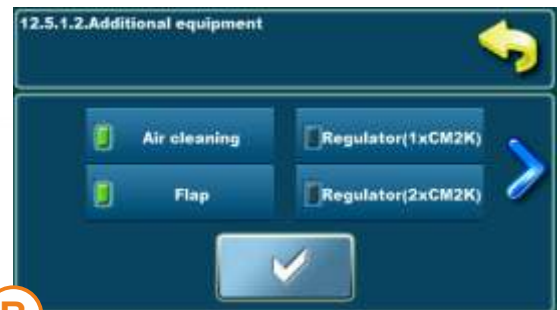 12.5.1.2.Additional equipment
Air cleaning
Regulator(1xCM2K)
Flap
Regulator(2xCM2K)